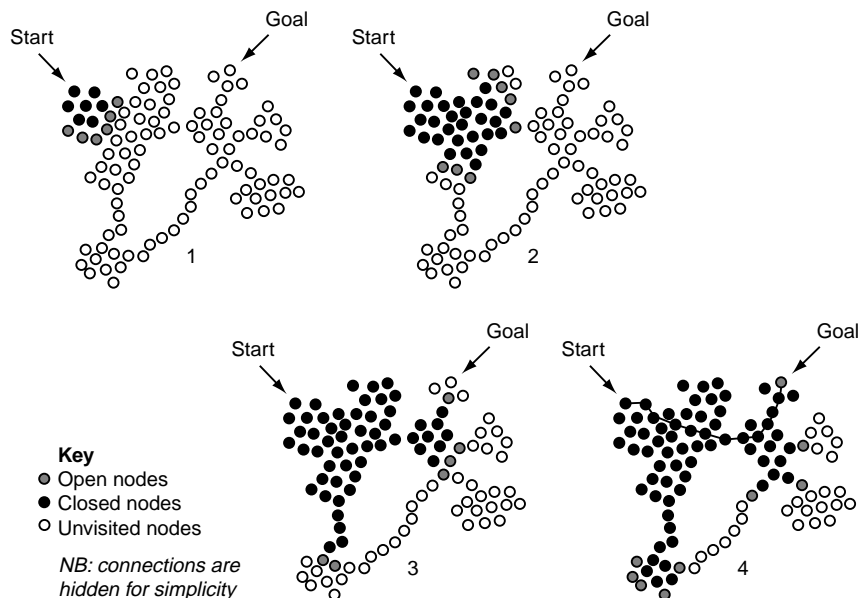 Goal
Start
Goal
Start
1
2
Goal
Start
Goal
Start
Key
Open nodes
Closed nodes
Unvisited nodes
NB: connections are
hidden for simplicity
3
4